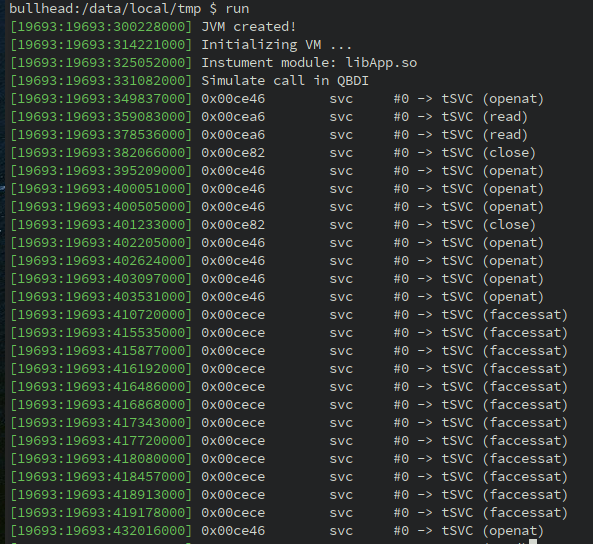 bullhead:/data/local/tmp $ run
[19693:19693:300228000] JVM created!
[19693:19693:314221000] Initializing VM ...
[19693:19693:325052000] Instument module: libApp.so
[19693:19693:331082000] Simulate call in QBDI
[19693:19693:349837000] 0x00ce46 svc #0 -> tSVC (openat)
[19693:19693:359083000] 0x00cea6 svc #0 -> tSVC (read)
[19693:19693:378536000] 0x00cea6 svc #0 -> tSVC (read)
[19693:19693:382066000] 0x00ce82 svc #0 -> tSVC (close)
[19693:19693:395209000] 0x00ce46 svc #0 -> tSVC (openat)
[19693:19693:400051000] 0x00ce46 svc #0 -> tSVC (openat)
[19693:19693:400505000] 0x00ce46 svc #0 -> tSVC (openat)
[19693:19693:401233000] 0x00ce82 svc #0 -> tSVC (close)
[19693:19693:402205000] 0x00ce46 svc #0 -> tSVC (openat)
[19693:19693:402624000] 0x00ce46 svc #0 -> tSVC (openat)
[19693:19693:403097000] 0x00ce46 svc #0 -> tSVC (openat)
[19693:19693:403531000] 0x00ce46 svc #0 -> tSVC (openat)
[19693:19693:410720000] 0x00cece svc #0 -> tSVC (faccessat)
[19693:19693:415535000] 0x00cece svc #0 -> tSVC (faccessat)
[19693:19693:415877000] 0x00cece svc #0 -> tSVC (faccessat)
[19693:19693:416192000] 0x00cece svc #0 -> tSVC (faccessat)
[19693:19693:416486000] 0x00cece svc #0 -> tSVC (faccessat)
[19693:19693:416868000] 0x00cece svc #0 -> tSVC (faccessat)
[19693:19693:417343000] 0x00cece svc #0 -> tSVC (faccessat)
[19693:19693:417720000] 0x00cece svc #0 -> tSVC (faccessat)
[19693:19693:418080000] 0x00cece svc #0 -> tSVC (faccessat)
[19693:19693:418457000] 0x00cece svc #0 -> tSVC (faccessat)
[19693:19693:418913000] 0x00cece svc #0 -> tSVC (faccessat)
[19693:19693:419178000] 0x00cece svc #0 -> tSVC (faccessat)
[19693:19693:432016000] 0x00ce46 svc #0 -> tSVC (openat)